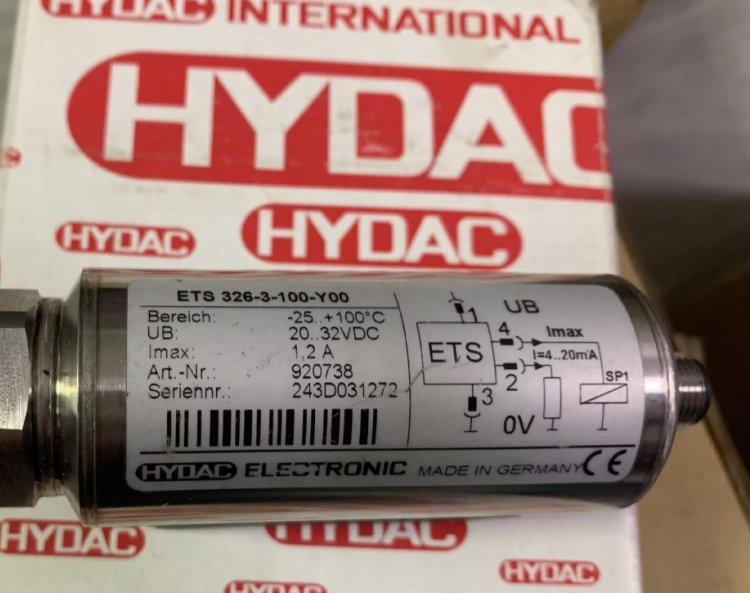 HYDAC INTERNATIONAL
HYDAC
HYDAC
HYDAC
ETS 326-3-100-Y00
Bereich: -25..+100°C
UB: 20..32VDC
Imax: 1,2 A
Art.-Nr.: 920738
Seriennr.: 243D031272
1
UB
4
Imax
ETS
I=4..20mA
2
SP1
3
0V
HYDAC ELECTRONIC MADE IN GERMANY CE
HYDAC
HYDAC
HYDAC
HYDAC